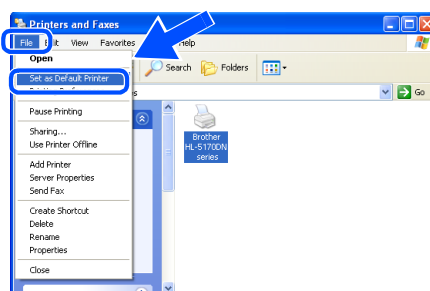 Printers and Faxes
File Edit View Favorites Help
Search Folders
Go
Open
Set as Default Printer
Pause Printing
Sharing...
Use Printer Offline
Add Printer
Server Properties
Send Fax
Create Shortcut
Delete
Rename
Properties
Close
Brother
HL-5170DN
series